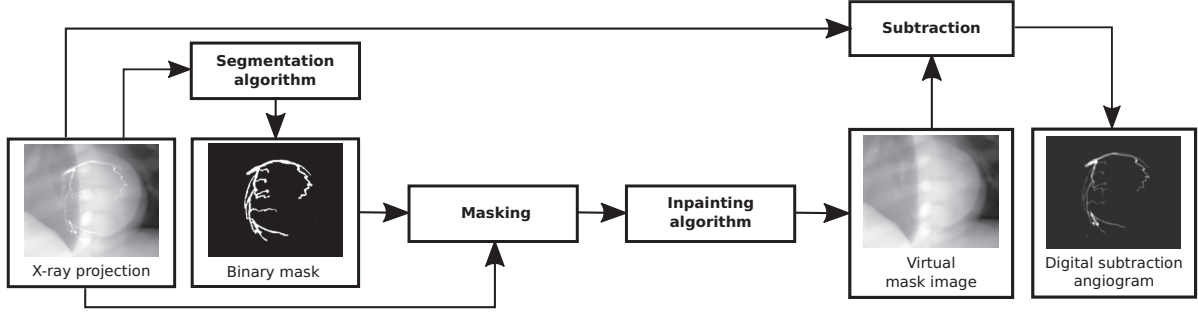 Subtraction
Segmentation
algorithm
X-ray projection
Binary mask
Masking
Inpainting
algorithm
Virtual
mask image
Digital subtraction
angiogram